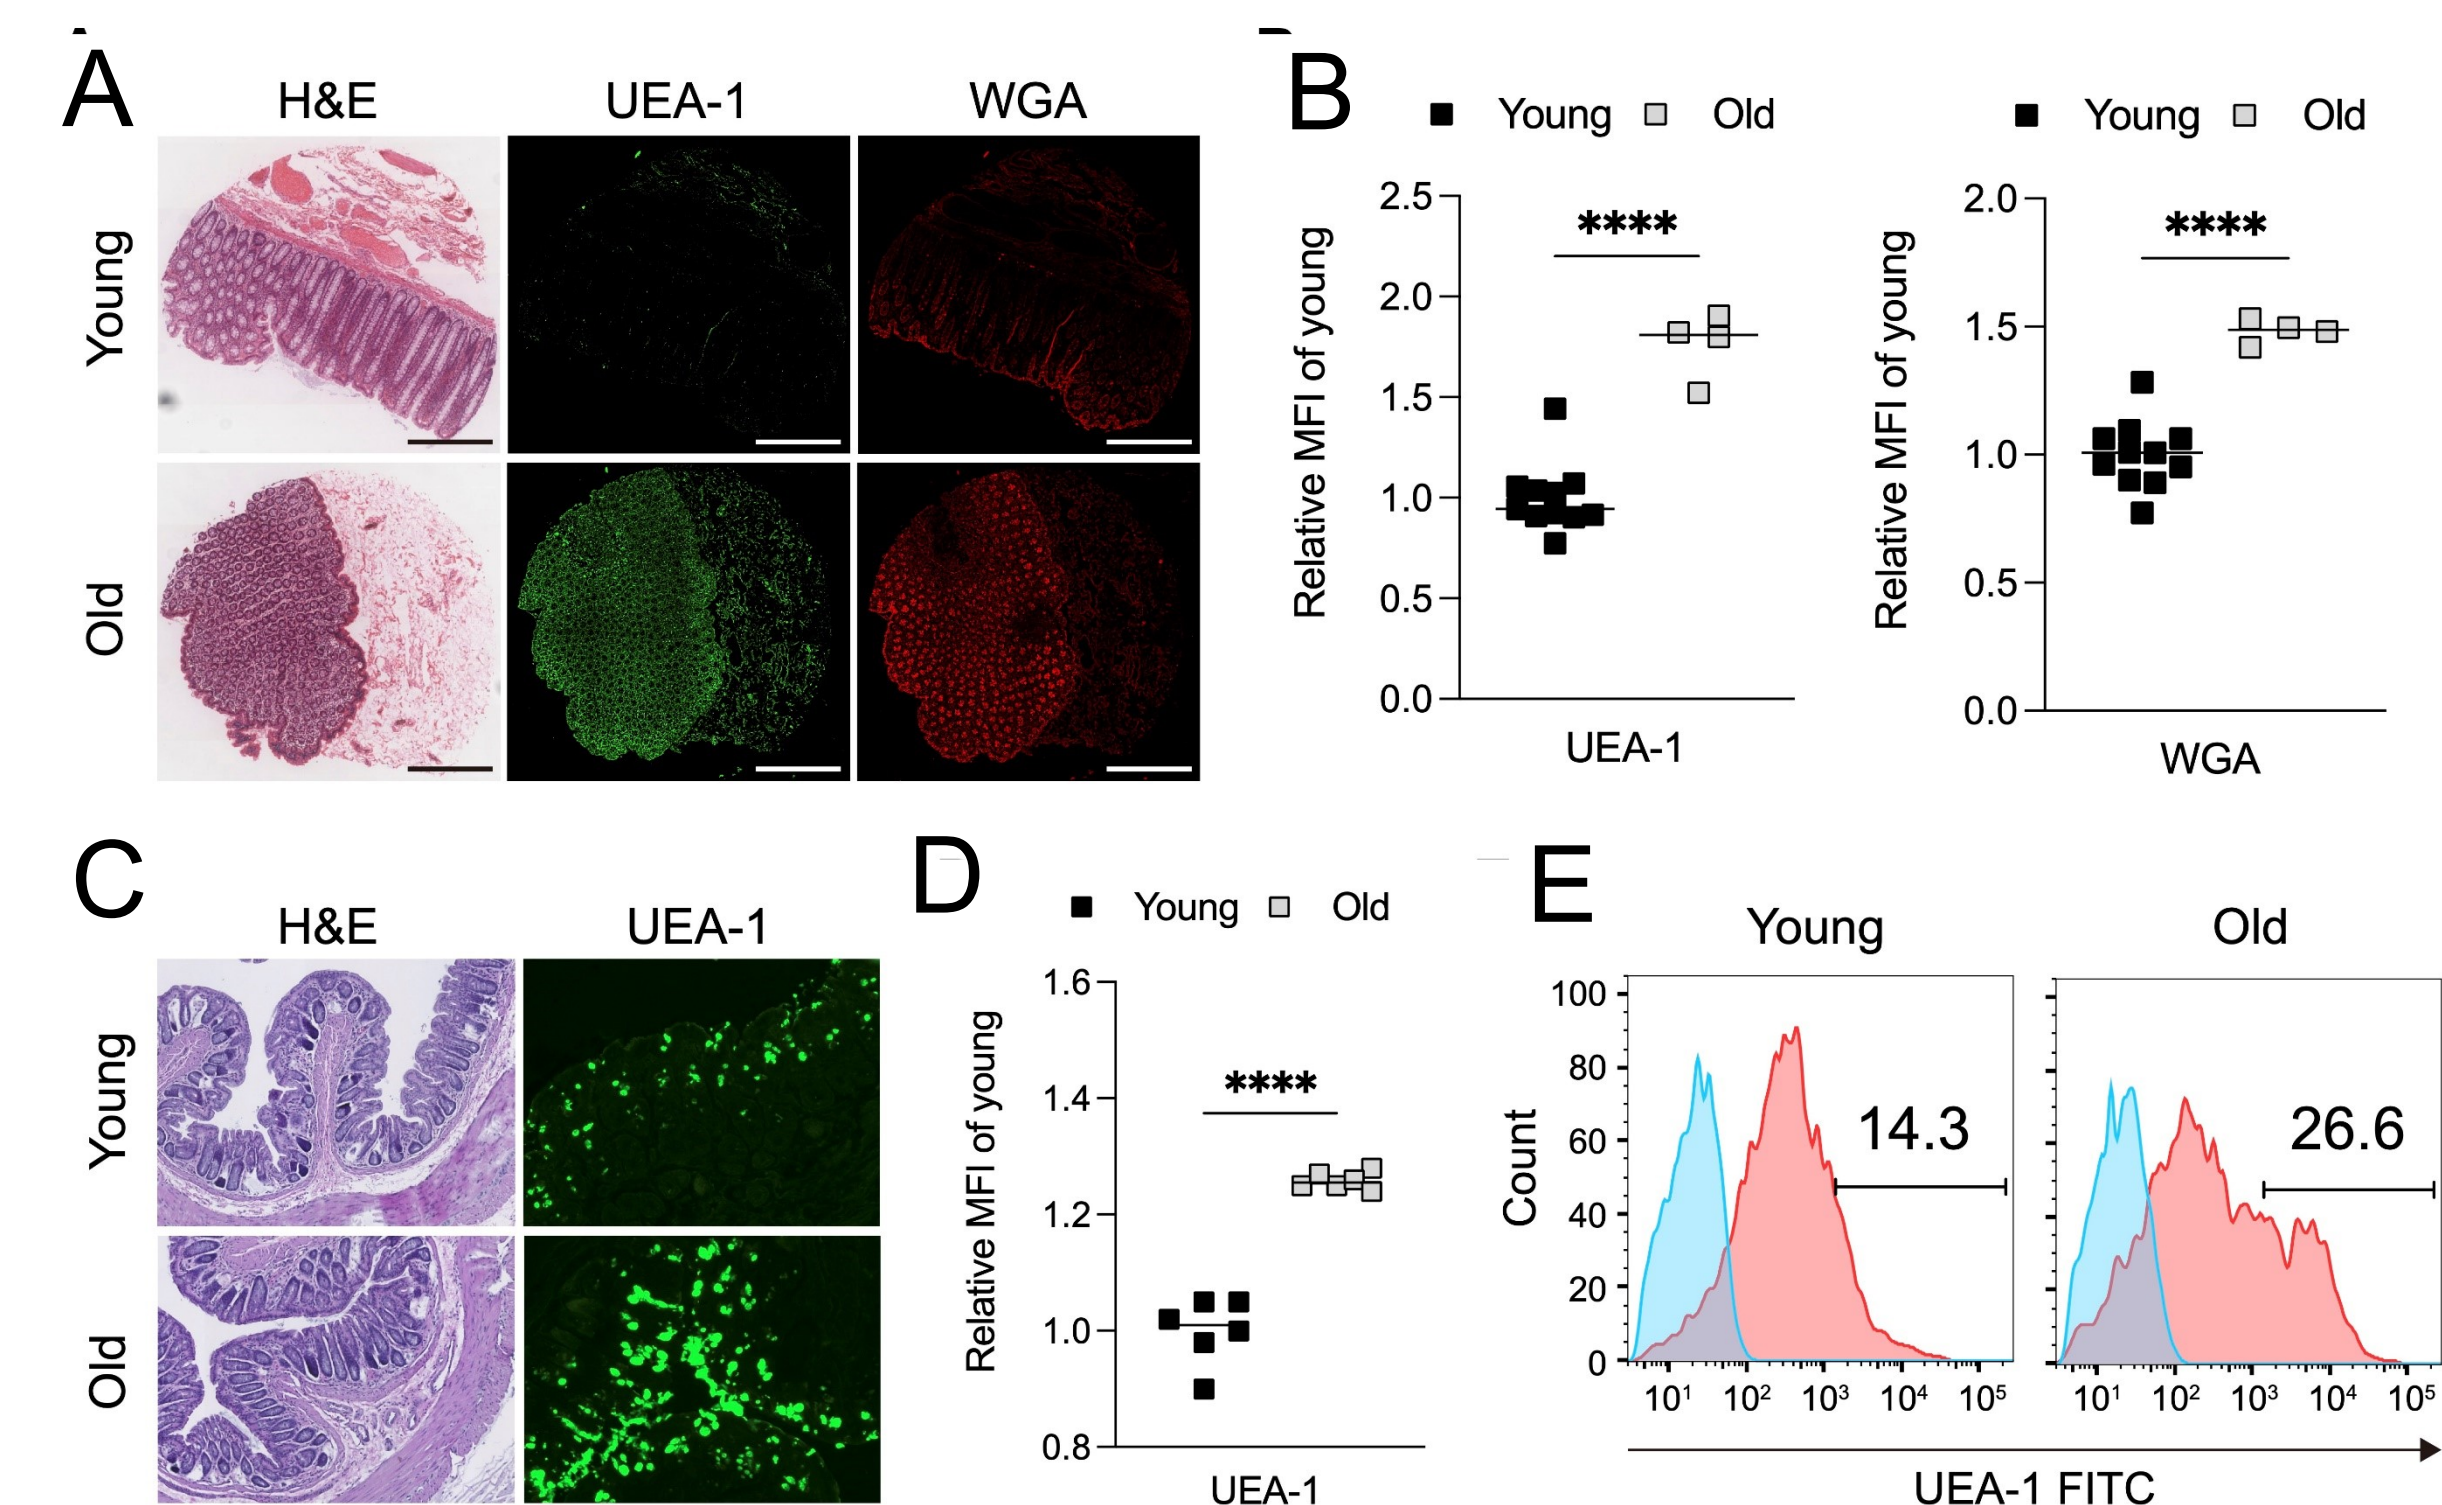 A
H&E
UEA-1
WGA
Young
Old
B
Young
Old
Relative MFI of young
2.5
2.0
1.5
1.0
0.5
0.0
****
UEA-1
Young
Old
Relative MFI of young
2.0
1.5
1.0
0.5
0.0
****
WGA
C
H&E
UEA-1
Young
Old
D
Young
Old
Relative MFI of young
1.6
1.4
1.2
1.0
0.8
****
UEA-1
E
Young
Old
Count
100
80
60
40
20
0
14.3
26.6
10¹ 10² 10³ 10⁴ 10⁵
10¹ 10² 10³ 10⁴ 10⁵
UEA-1 FITC